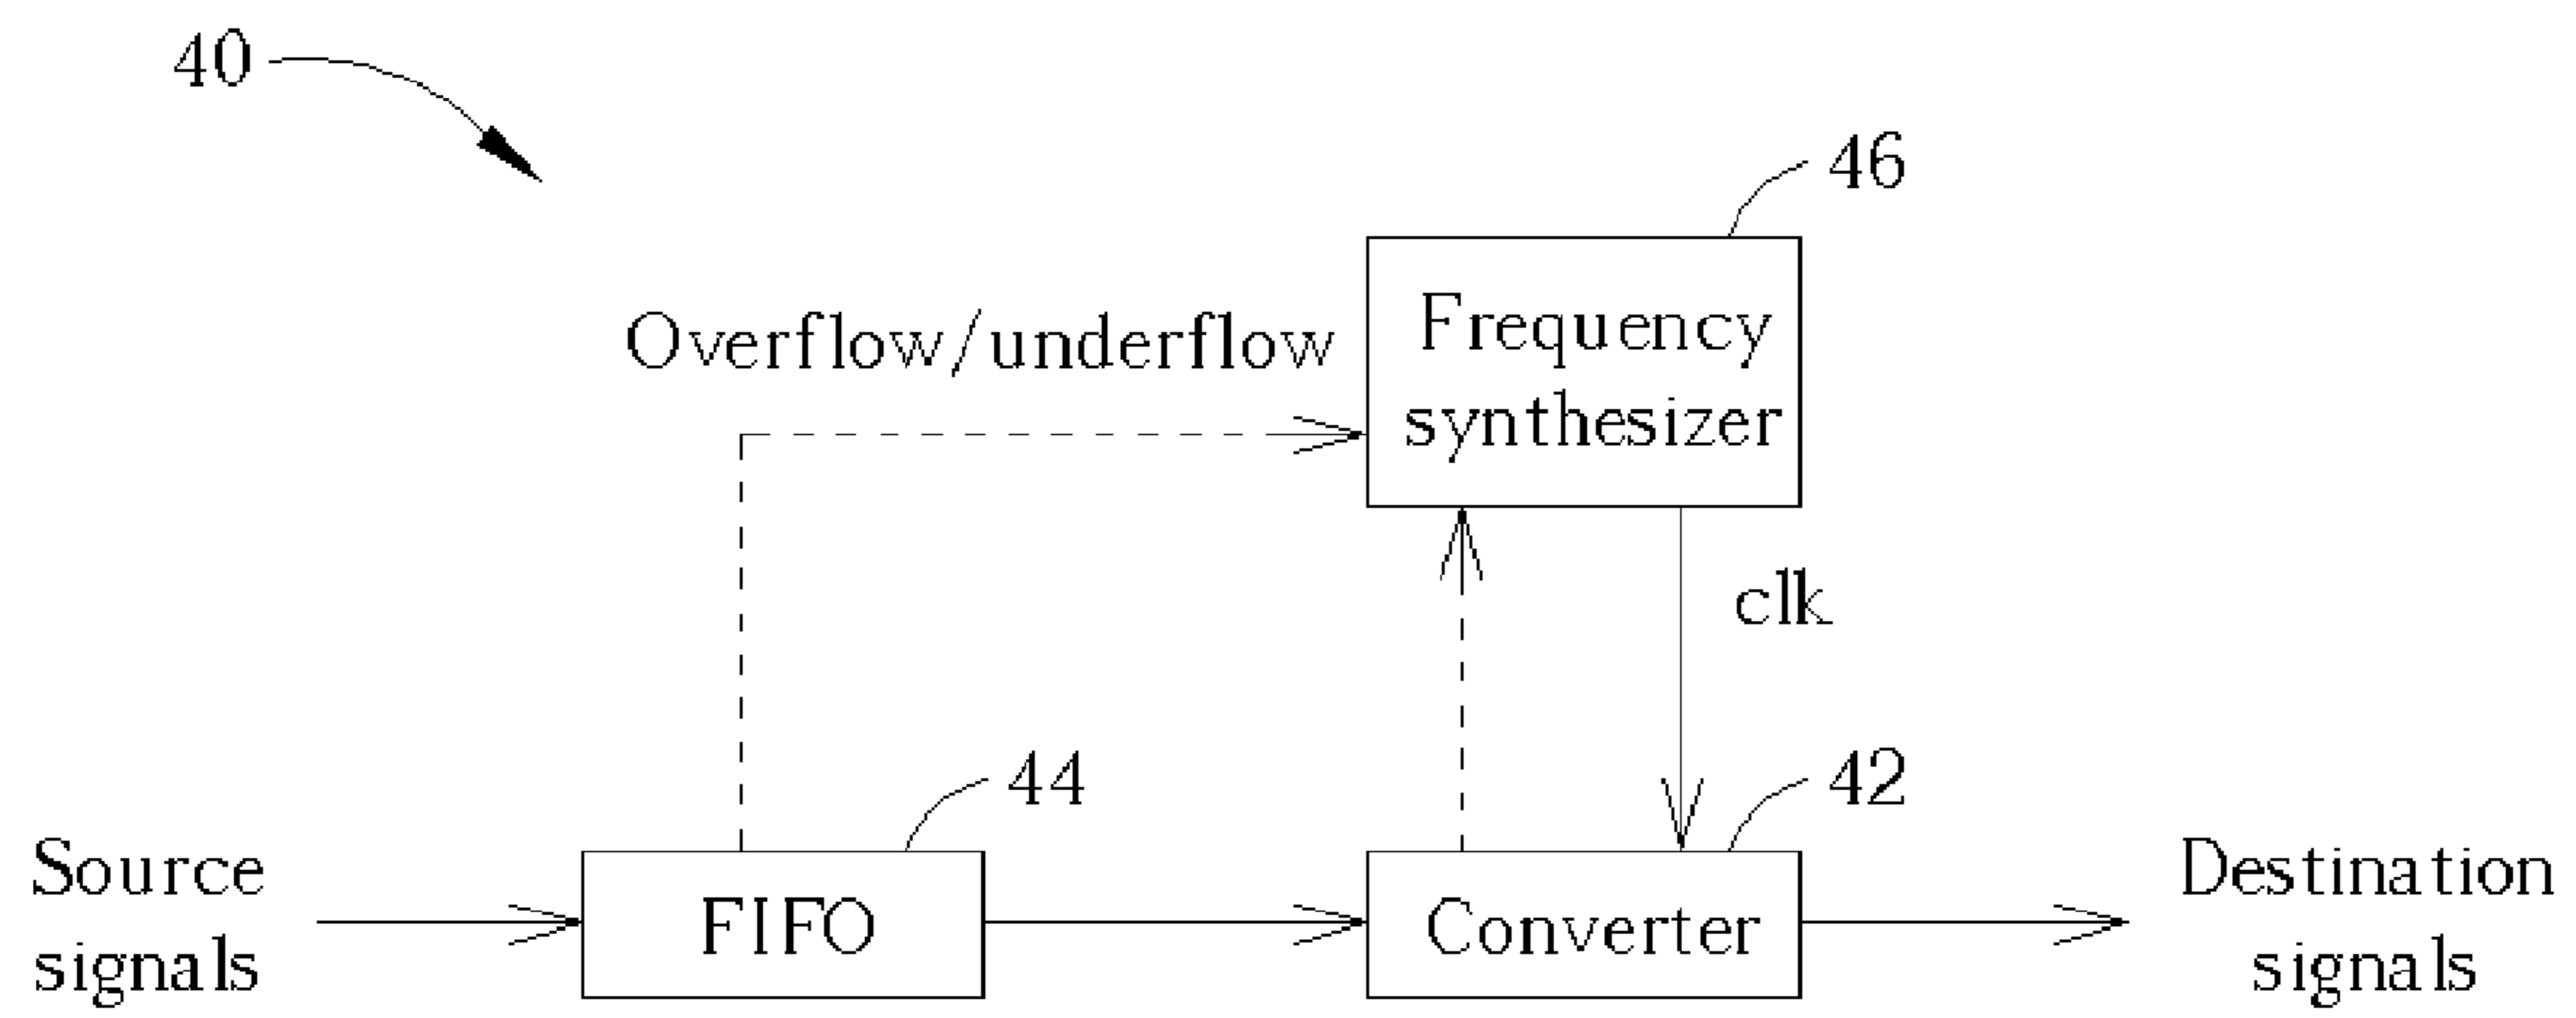 40
46
Frequency
synthesizer
Overflow/underflow
clk
44
42
Source
signals
FIFO
Converter
Destination
signals